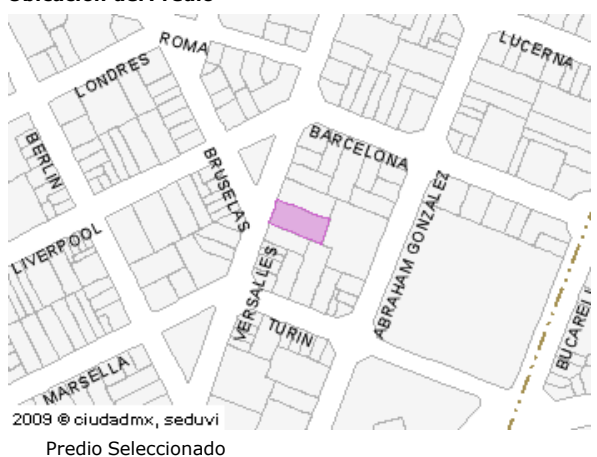 ROMA
LUCERNA
LONDRES
BARCELONA
BERLIN
BRUSELAS
ABRAHAM GONZALEZ
LIVERPOOL
VERSALLES
TURIN
BUCARELI
MARSELLA
2009 © ciudadmx, seduvi
Predio Seleccionado